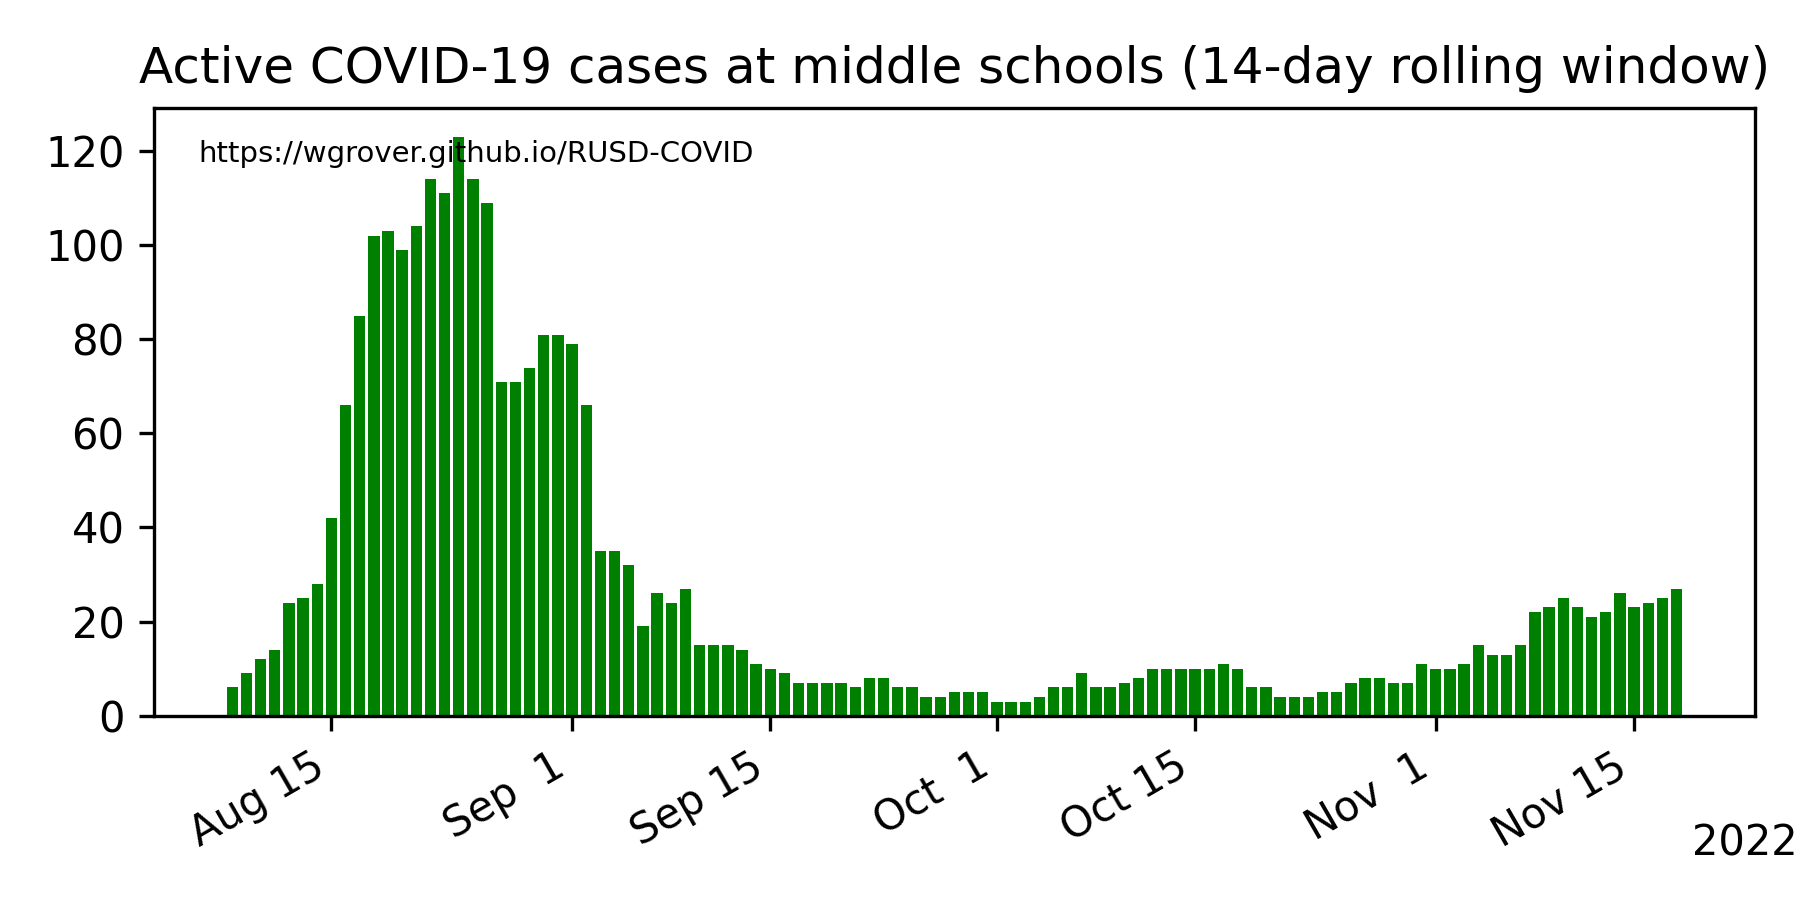 Active COVID-19 cases at middle schools (14-day rolling window)
https://wgrover.github.io/RUSD-COVID
120
100
80
60
40
20
0
Aug 15
Sep 1
Sep 15
Oct 1
Oct 15
Nov 1
Nov 15
2022